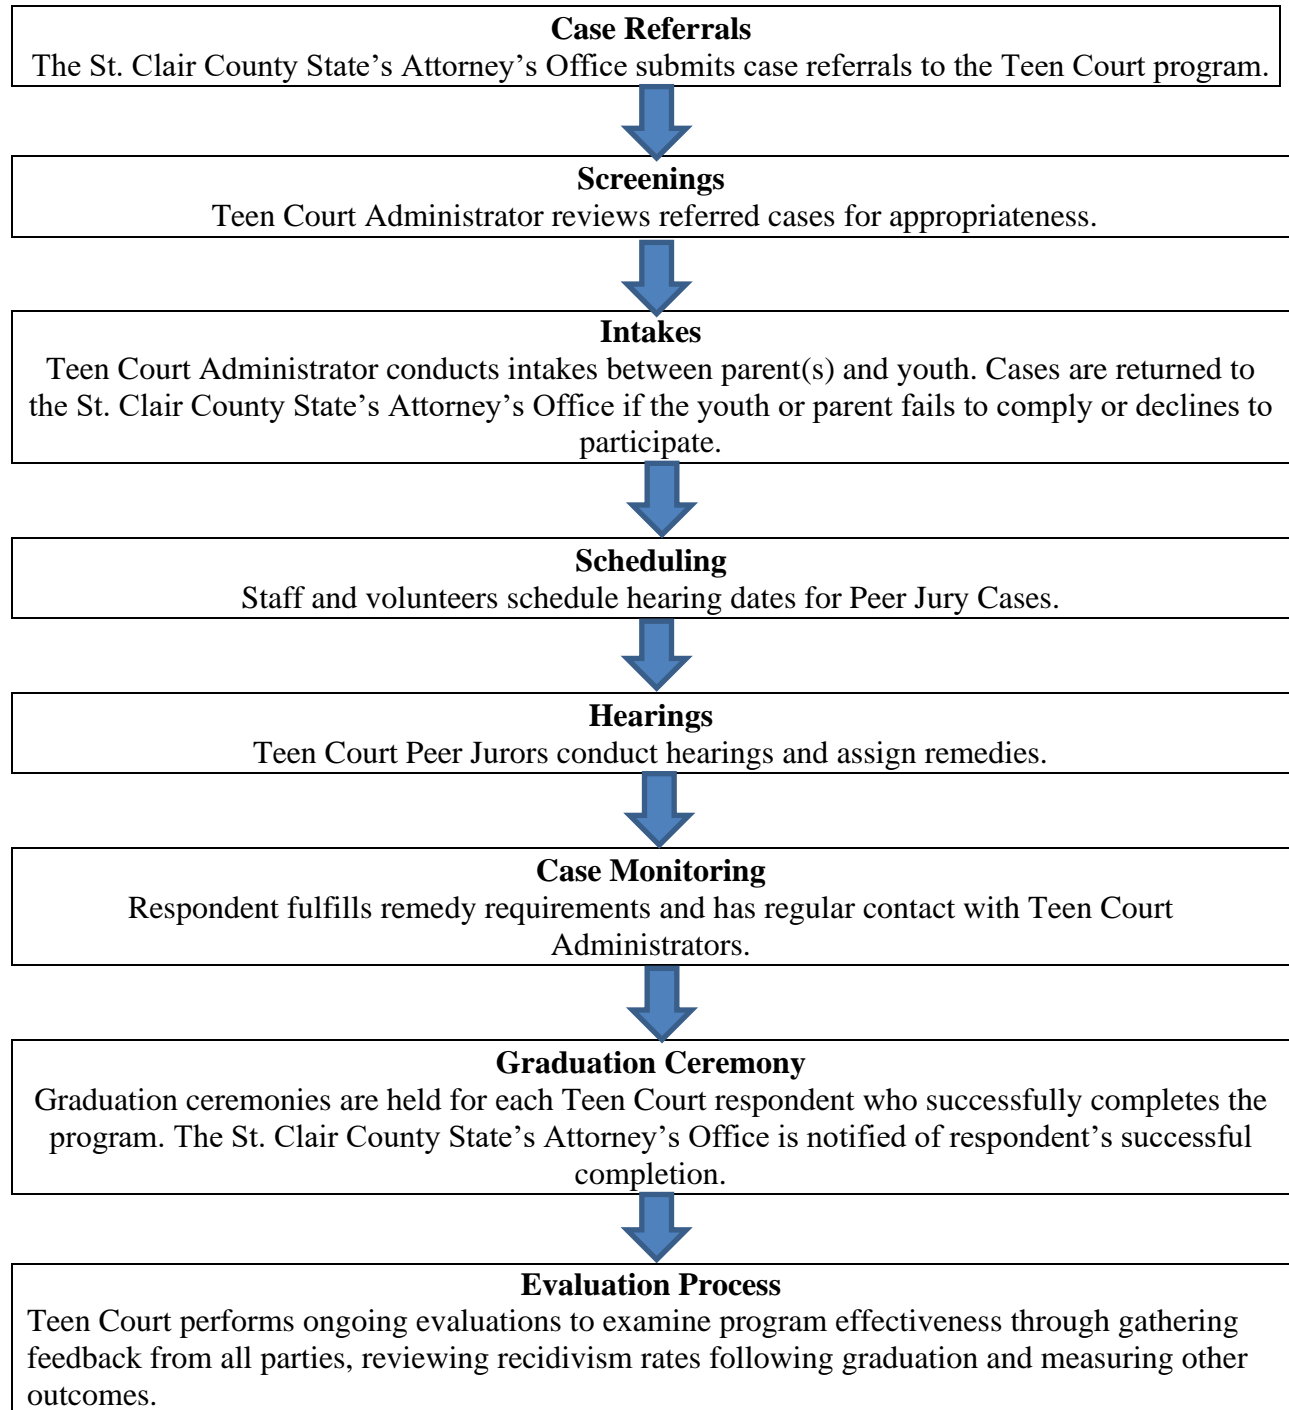 Case Referrals
The St. Clair County State’s Attorney’s Office submits case referrals to the Teen Court program.
Screenings
Teen Court Administrator reviews referred cases for appropriateness.
Intakes
Teen Court Administrator conducts intakes between parent(s) and youth. Cases are returned to
the St. Clair County State’s Attorney’s Office if the youth or parent fails to comply or declines to
participate.
Scheduling
Staff and volunteers schedule hearing dates for Peer Jury Cases.
Hearings
Teen Court Peer Jurors conduct hearings and assign remedies.
Case Monitoring
Respondent fulfills remedy requirements and has regular contact with Teen Court
Administrators.
Graduation Ceremony
Graduation ceremonies are held for each Teen Court respondent who successfully completes the
program. The St. Clair County State’s Attorney’s Office is notified of respondent’s successful
completion.
Evaluation Process
Teen Court performs ongoing evaluations to examine program effectiveness through gathering
feedback from all parties, reviewing recidivism rates following graduation and measuring other
outcomes.